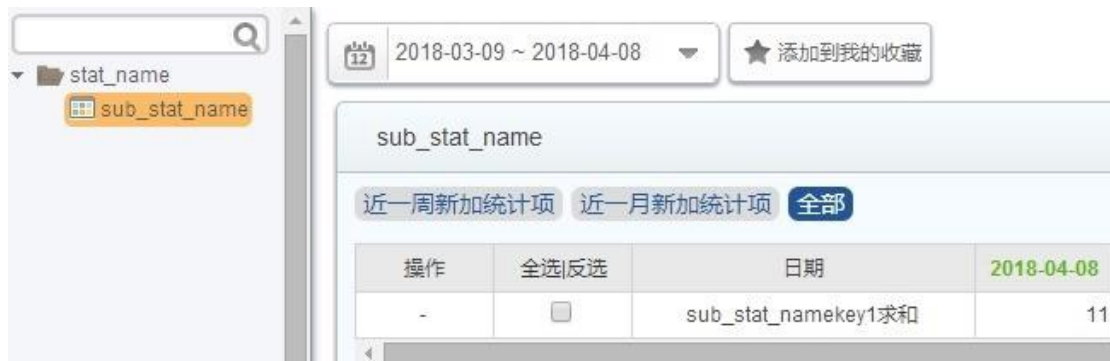 stat_name
sub_stat_name
12
2018-03-09 ~ 2018-04-08
添加到我的收藏
sub_stat_name
近一周新加统计项 近一月新加统计项 全部
操作 全选|反选 日期 2018-04-08
- sub_stat_namekey1求和 11